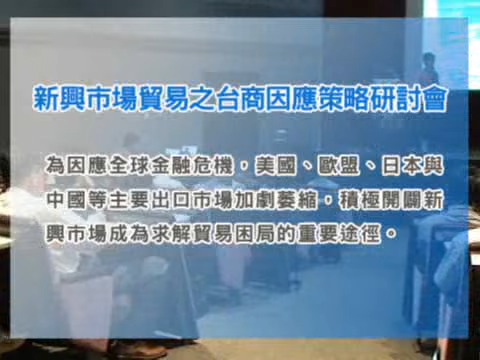 新興市場貿易之台商因應策略研討會
為因應全球金融危機，美國、歐盟、日本與
中國等主要出口市場加劇萎縮，積極開闢新
興市場成為求解貿易困局的重要途徑。